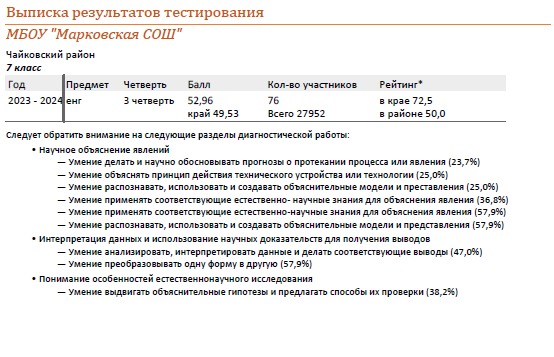 Выписка результатов тестирования
МБОУ "Марковская СОШ"
Чайковский район
7 класс
Год Предмет Четверть Балл Кол-во участников Рейтинг*
2023 - 2024 енг 3 четверть 52,96 76 в крае 72,5
край 49,53 Всего 27952 в районе 50,0
Следует обратить внимание на следующие разделы диагностической работы:
• Научное объяснение явлений
— Умение делать и научно обосновывать прогнозы о протекании процесса или явления (23,7%)
— Умение объяснять принцип действия технического устройства или технологии (25,0%)
— Умение распознавать, использовать и создавать объяснительные модели и преставления (25,0%)
— Умение применять соответствующие естественно- научные знания для объяснения явления (36,8%)
— Умение применять соответствующие естественно-научные знания для объяснения явления (57,9%)
— Умение распознавать, использовать и создавать объяснительные модели и представления (57,9%)
• Интерпретация данных и использование научных доказательств для получения выводов
— Умение анализировать, интерпретировать данные и делать соответствующие выводы (47,0%)
— Умение преобразовывать одну форму в другую (57,9%)
• Понимание особенностей естественнонаучного исследования
— Умение выдвигать объяснительные гипотезы и предлагать способы их проверки (38,2%)